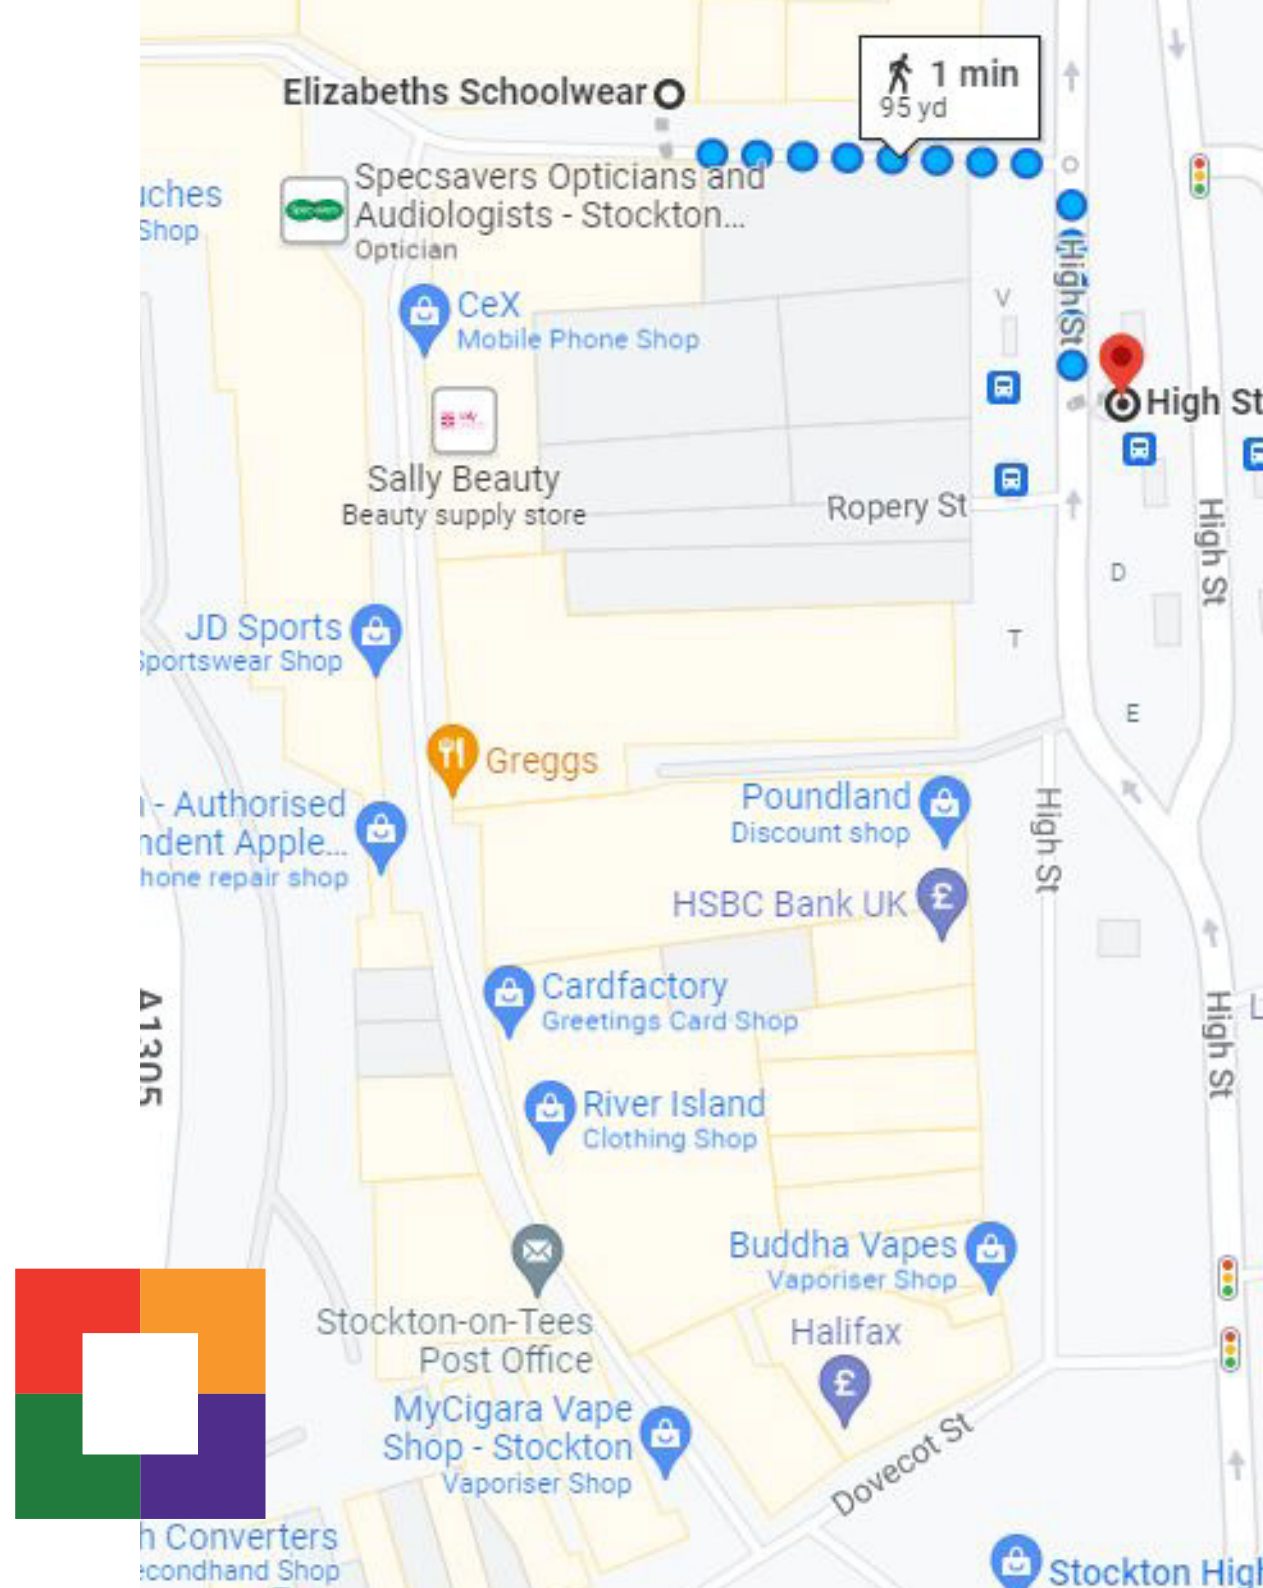 1 min
95 yd
Elizabeths Schoolwear
Specsavers Opticians and
Audiologists - Stockton...
Optician
Shop
CeX
Mobile Phone Shop
High St
V
High St
Sally Beauty
Beauty supply store
Ropery St
High St
D
T
JD Sports
Sportswear Shop
E
Greggs
- Authorised
Apple...
repair shop
Poundland
Discount shop
High St
HSBC Bank UK
Cardfactory
Greetings Card Shop
A1305
High St
L
River Island
Clothing Shop
Buddha Vapes
Vaporiser Shop
Stockton-on-Tees
Post Office
Halifax
MyCigara Vape
Shop - Stockton
Vaporiser Shop
Dovecot St
Converters
Shop
Stockton High